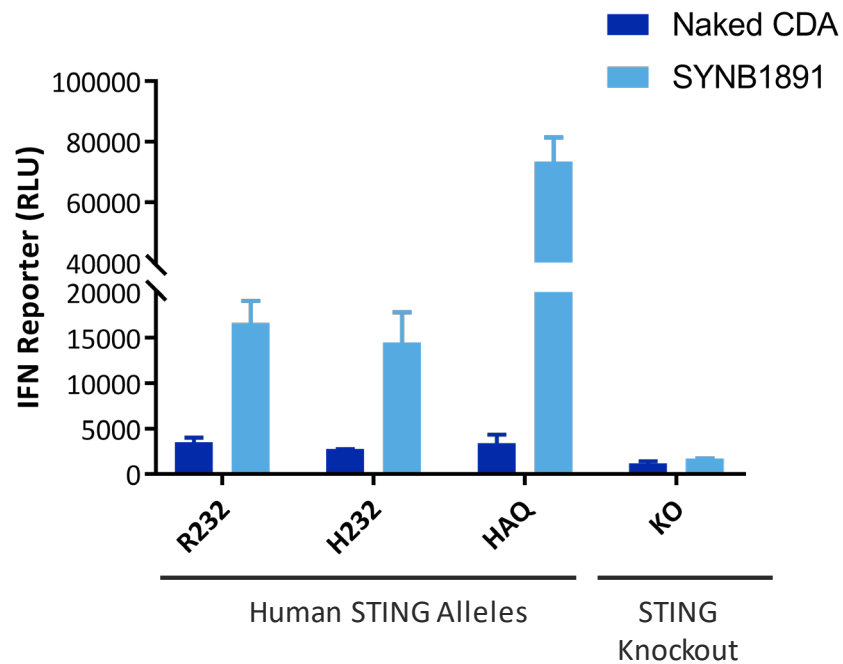 Naked CDA
SYNB1891
IFN Reporter (RLU)
100000
80000
60000
40000
20000
15000
10000
5000
0
R232
H232
HAQ
KO
Human STING Alleles
STING
Knockout